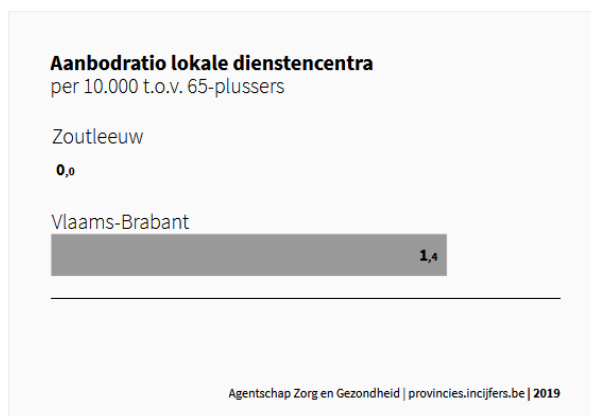 Aanbodratio lokale dienstencentra
per 10.000 t.o.v. 65-plussers
Zoutleeuw
0,0
Vlaams-Brabant
1,4
Agentschap Zorg en Gezondheid | provincies.incijfers.be | 2019